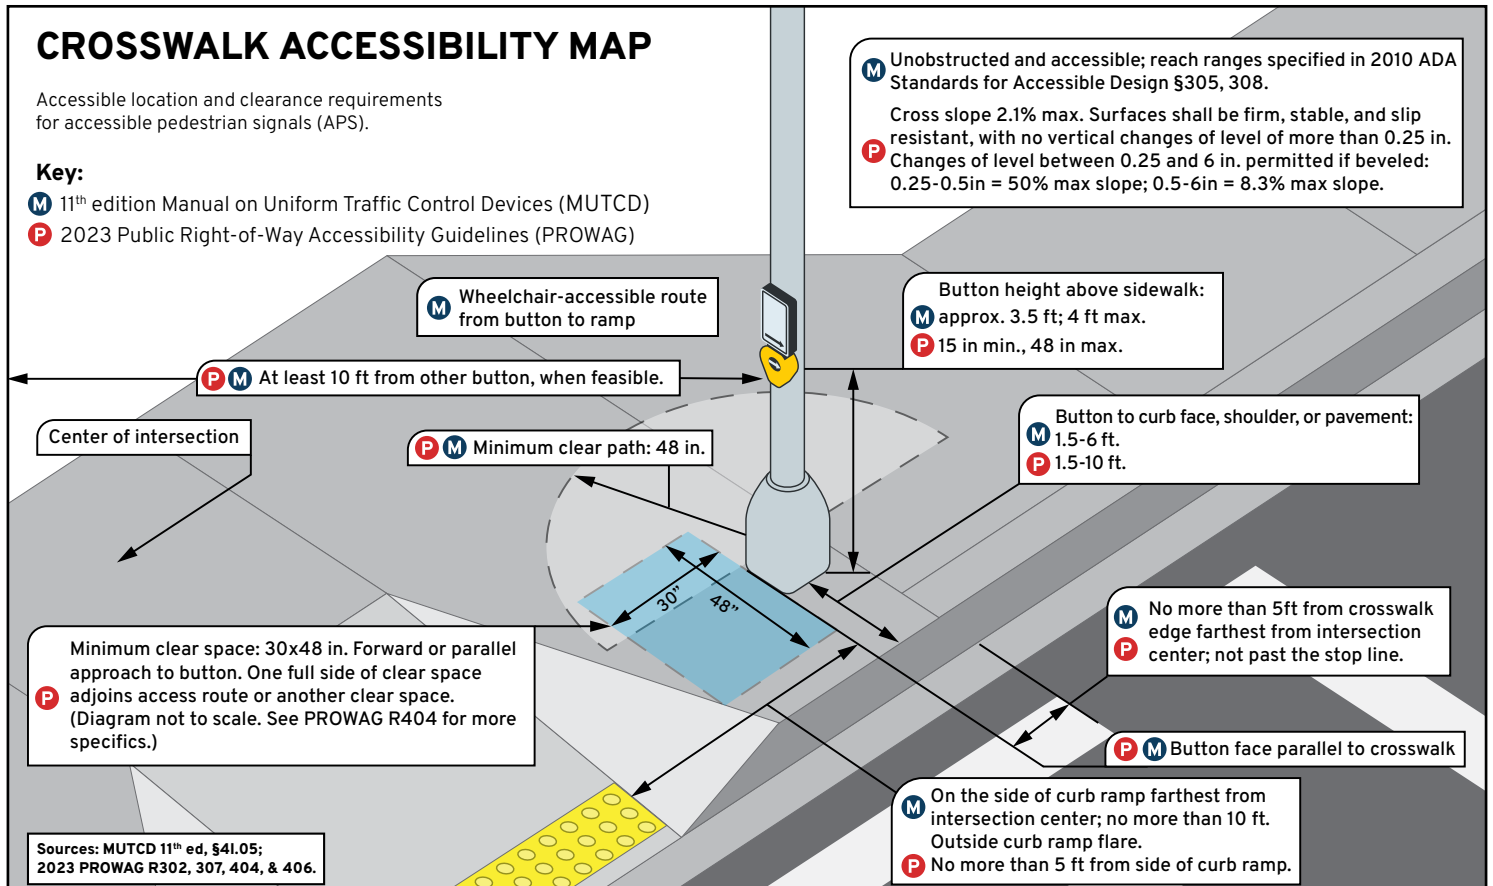 CROSSWALK ACCESSIBILITY MAP
Accessible location and clearance requirements
for accessible pedestrian signals (APS).
Key:
M 11th edition Manual on Uniform Traffic Control Devices (MUTCD)
P 2023 Public Right-of-Way Accessibility Guidelines (PROWAG)
M Unobstructed and accessible; reach ranges specified in 2010 ADA
Standards for Accessible Design §305, 308.
P Cross slope 2.1% max. Surfaces shall be firm, stable, and slip
resistant, with no vertical changes of level of more than 0.25 in.
Changes of level between 0.25 and 6 in. permitted if beveled:
0.25-0.5in = 50% max slope; 0.5-6in = 8.3% max slope.
M Wheelchair-accessible route
from button to ramp
Button height above sidewalk:
M approx. 3.5 ft; 4 ft max.
P 15 in min., 48 in max.
P M At least 10 ft from other button, when feasible.
Center of intersection
P M Minimum clear path: 48 in.
Button to curb face, shoulder, or pavement:
M 1.5-6 ft.
P 1.5-10 ft.
30”
48”
M P No more than 5ft from crosswalk
edge farthest from intersection
center; not past the stop line.
P Minimum clear space: 30x48 in. Forward or parallel
approach to button. One full side of clear space
adjoins access route or another clear space.
(Diagram not to scale. See PROWAG R404 for more
specifics.)
P M Button face parallel to crosswalk
M On the side of curb ramp farthest from
intersection center; no more than 10 ft.
Outside curb ramp flare.
P No more than 5 ft from side of curb ramp.
Sources: MUTCD 11th ed, §4I.05;
2023 PROWAG R302, 307, 404, & 406.